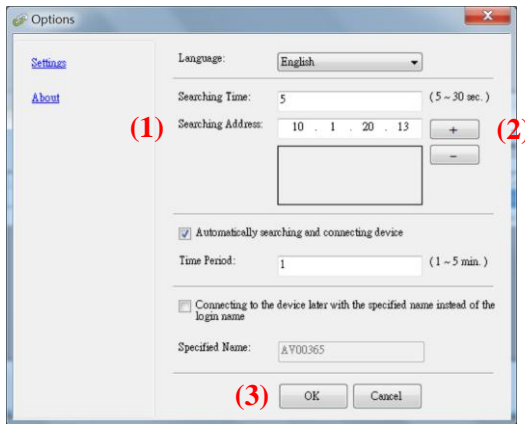 Options
Settings
About
Language: English
Searching Time: 5 ( 5 ~ 30 sec. )
(1) Searching Address: 10 . 1 . 20 . 13 + (2)
−
Automatically searching and connecting device
Time Period: 1 ( 1 ~ 5 min. )
Connecting to the device later with the specified name instead of the
login name
Specified Name: AV00365
(3) OK Cancel